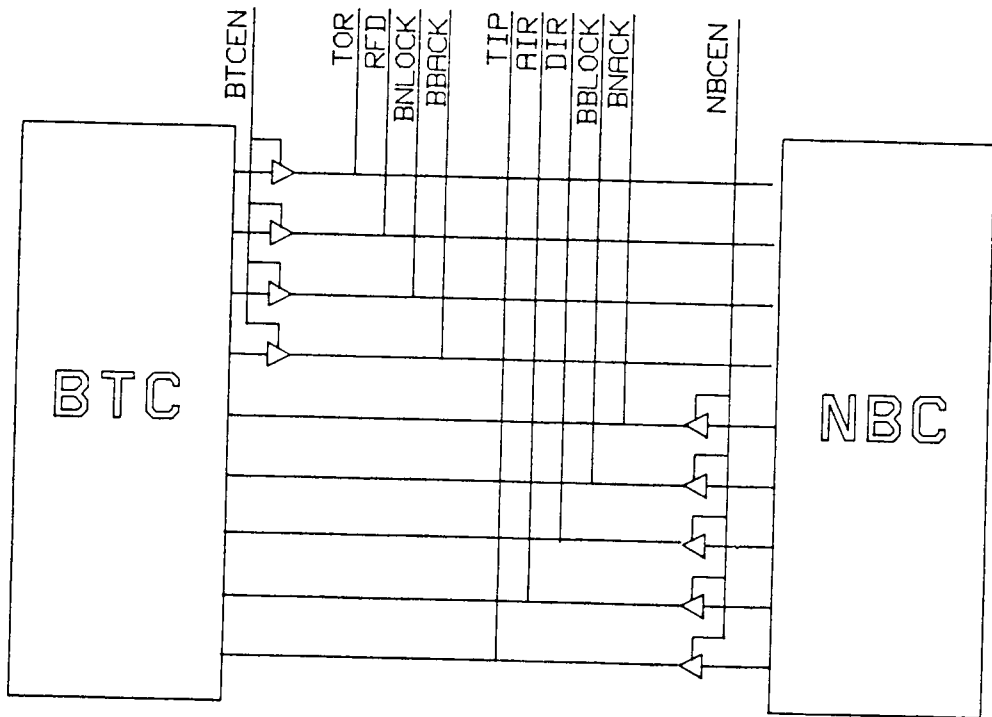 BTCEN
TOR
RFD
BNLOCK
BBACK
TIP
AIR
DIR
BBLOCK
BNACK
NBCEN
BTC
NBC